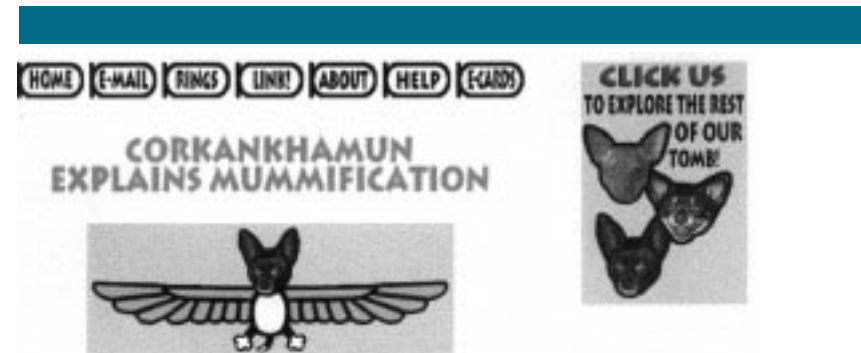 HOME E-MAIL RINGS LINK! ABOUT HELP E-CARDS
CLICK US
TO EXPLORE THE REST
OF OUR
TOMB!
CORKANKHAMUN
EXPLAINS MUMMIFICATION